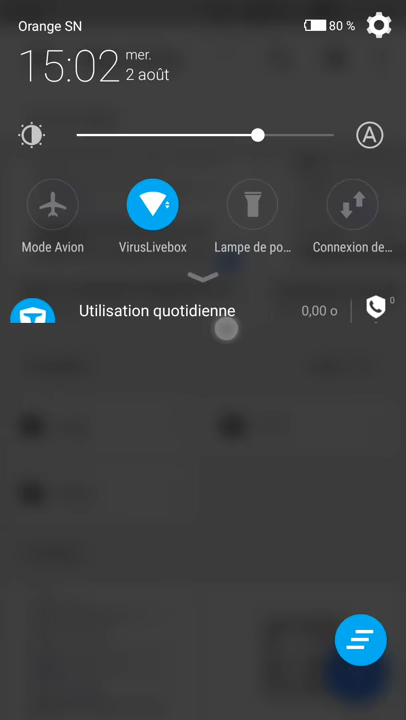 Orange SN
80 %
15:02
mer.
2 août
A
Mode Avion
VirusLivebox
Lampe de po...
Connexion de...
Utilisation quotidienne
0,00 o
0